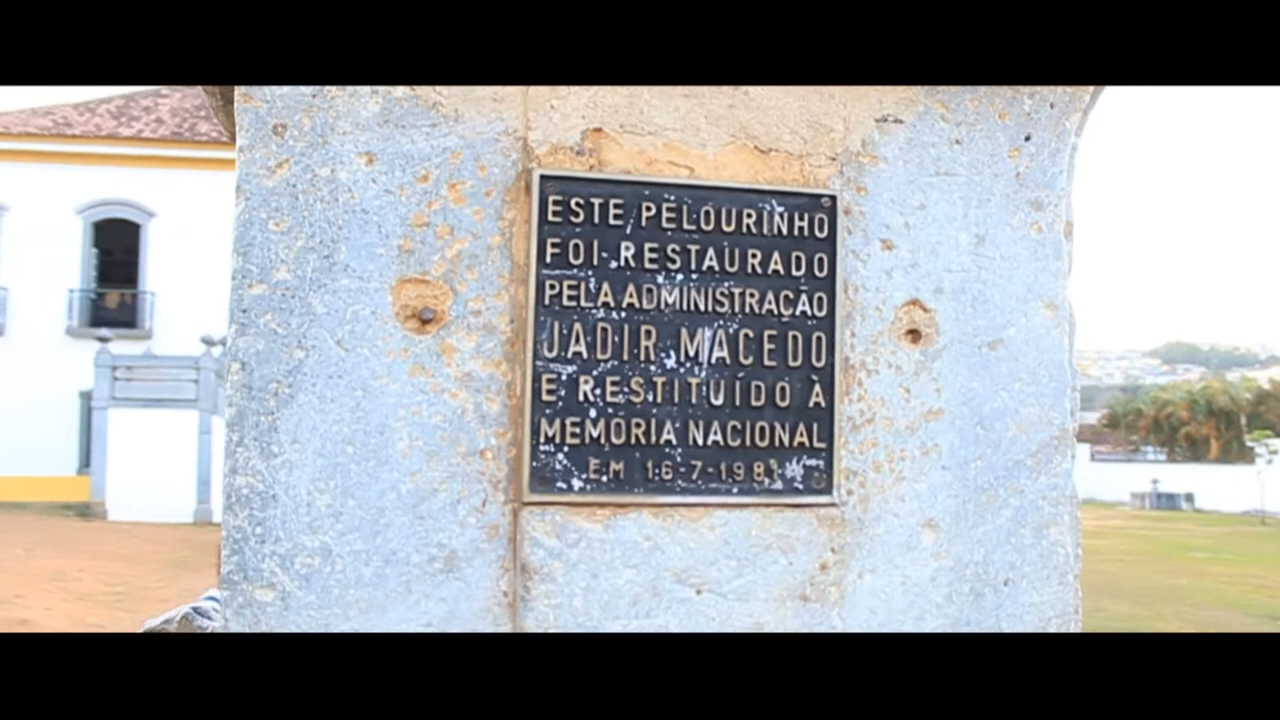 ESTE PELOURINHO
FOI RESTAURADO
PELA ADMINISTRAÇÃO
JADIR MACEDO
E RESTITUÍDO À
MEMÓRIA NACIONAL
EM 16-7-1981